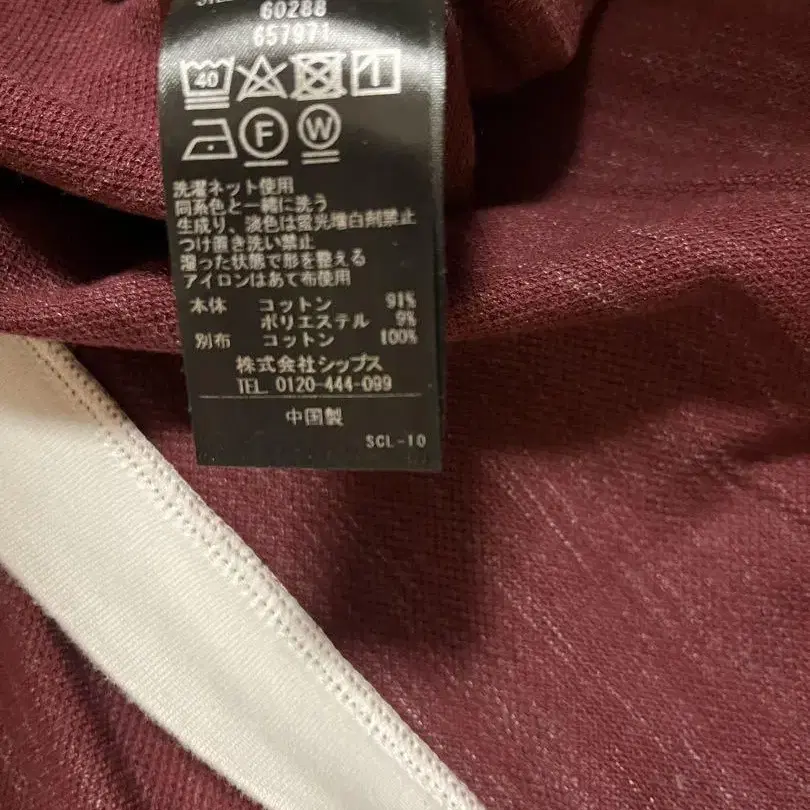 60288
657971
40
F W
洗濯ネット使用
同系色と一緒に洗う
生成り、淡色は蛍光増白剤禁止
つけ置き洗い禁止
湿った状態で形を整える
アイロンはあて布使用
本体 コットン 91%
ポリエステル 9%
別布 コットン 100%
株式会社シップス
TEL 0120-444-099
中国製
SCL-10